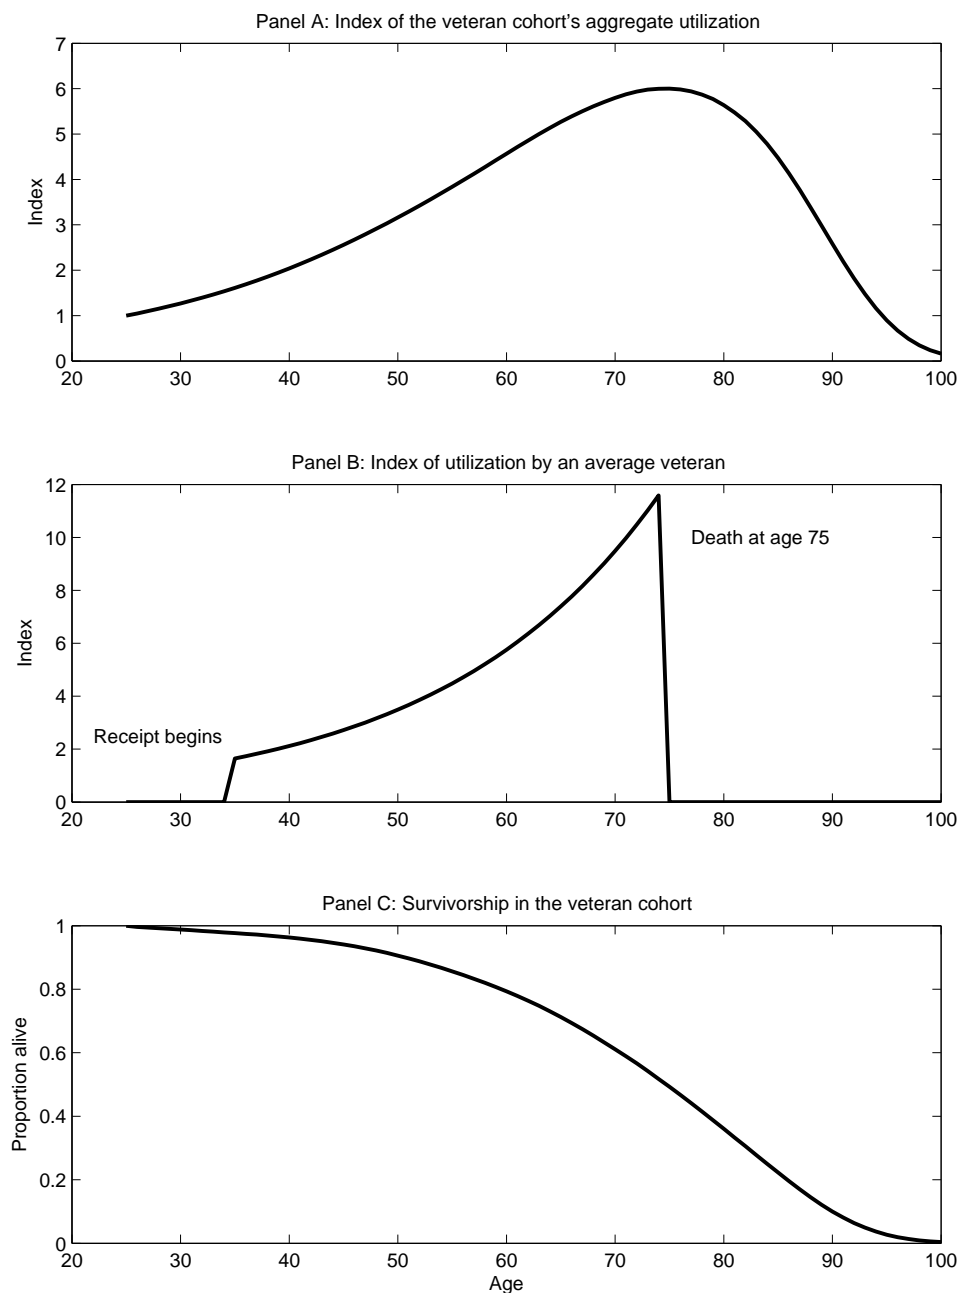 Panel A: Index of the veteran cohort's aggregate utilization
7
6
5
4
3
2
1
0
Index
20 30 40 50 60 70 80 90 100
Panel B: Index of utilization by an average veteran
12
10
8
6
4
2
0
Index
Death at age 75
Receipt begins
20 30 40 50 60 70 80 90 100
Panel C: Survivorship in the veteran cohort
1
0.8
0.6
0.4
0.2
0
Proportion alive
20 30 40 50 60 70 80 90 100
Age